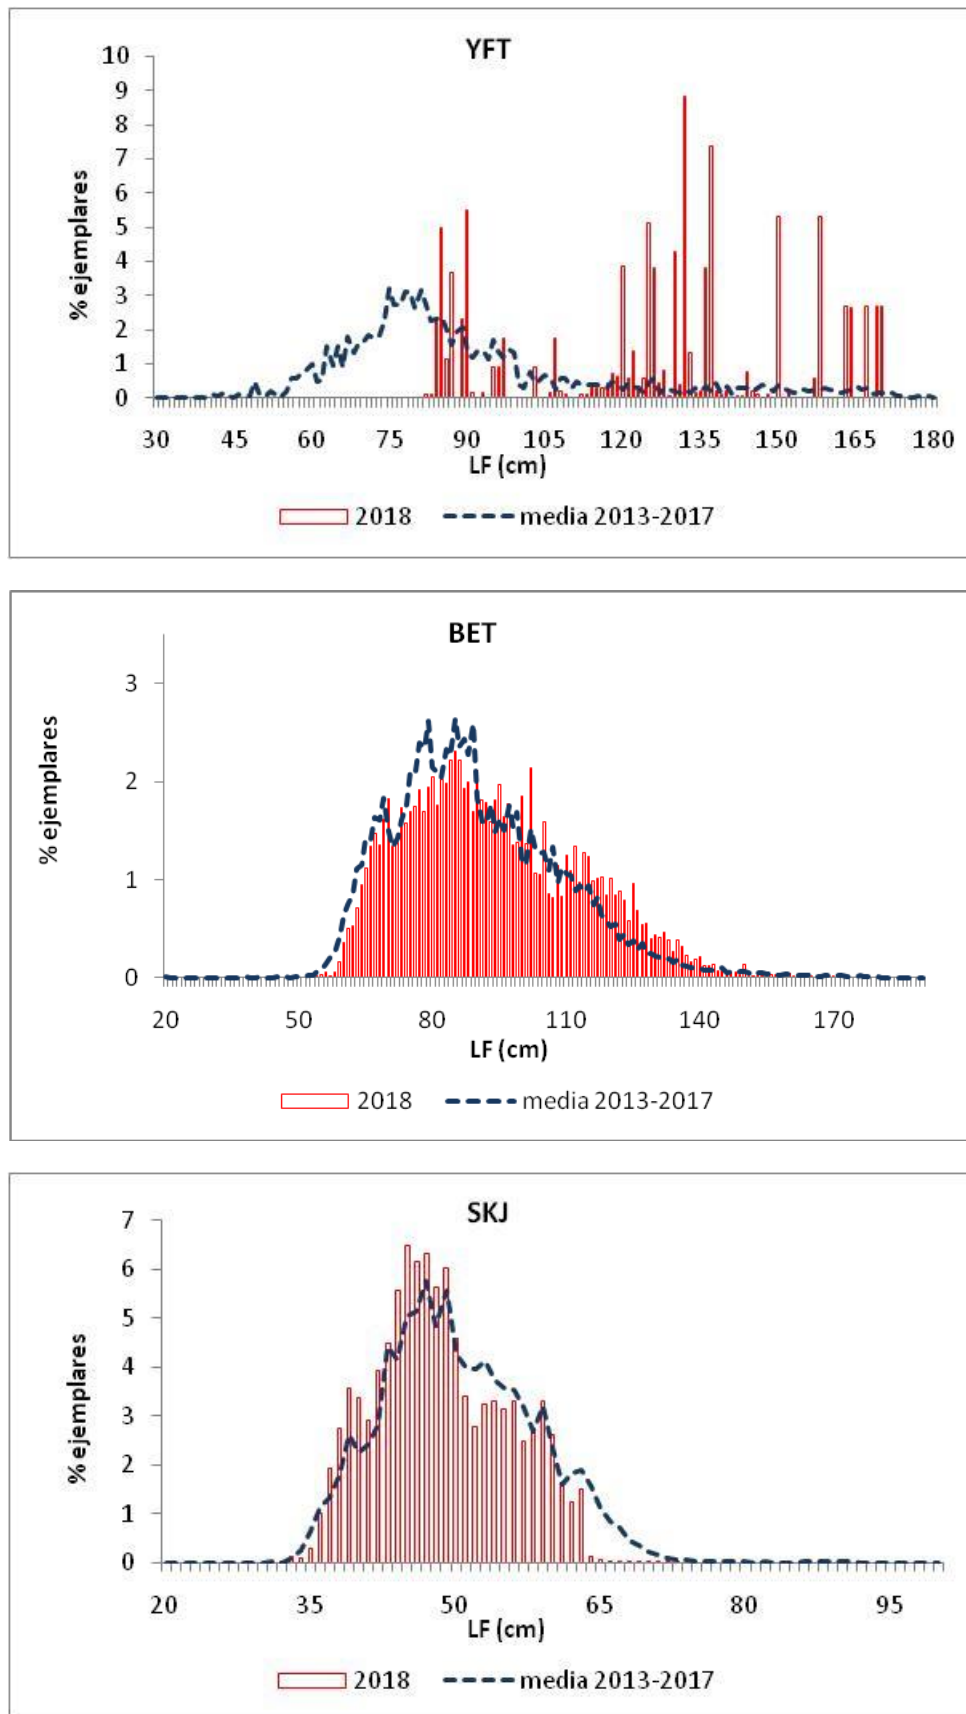 YFT
10
9
8
7
6
5
4
3
2
1
0
% ejemplares
30 45 60 75 90 105 120 135 150 165 180
LF (cm)
2018 media 2013-2017
BET
3
2
1
0
% ejemplares
20 50 80 110 140 170
LF (cm)
2018 media 2013-2017
SKJ
7
6
5
4
3
2
1
0
% ejemplares
20 35 50 65 80 95
LF (cm)
2018 media 2013-2017